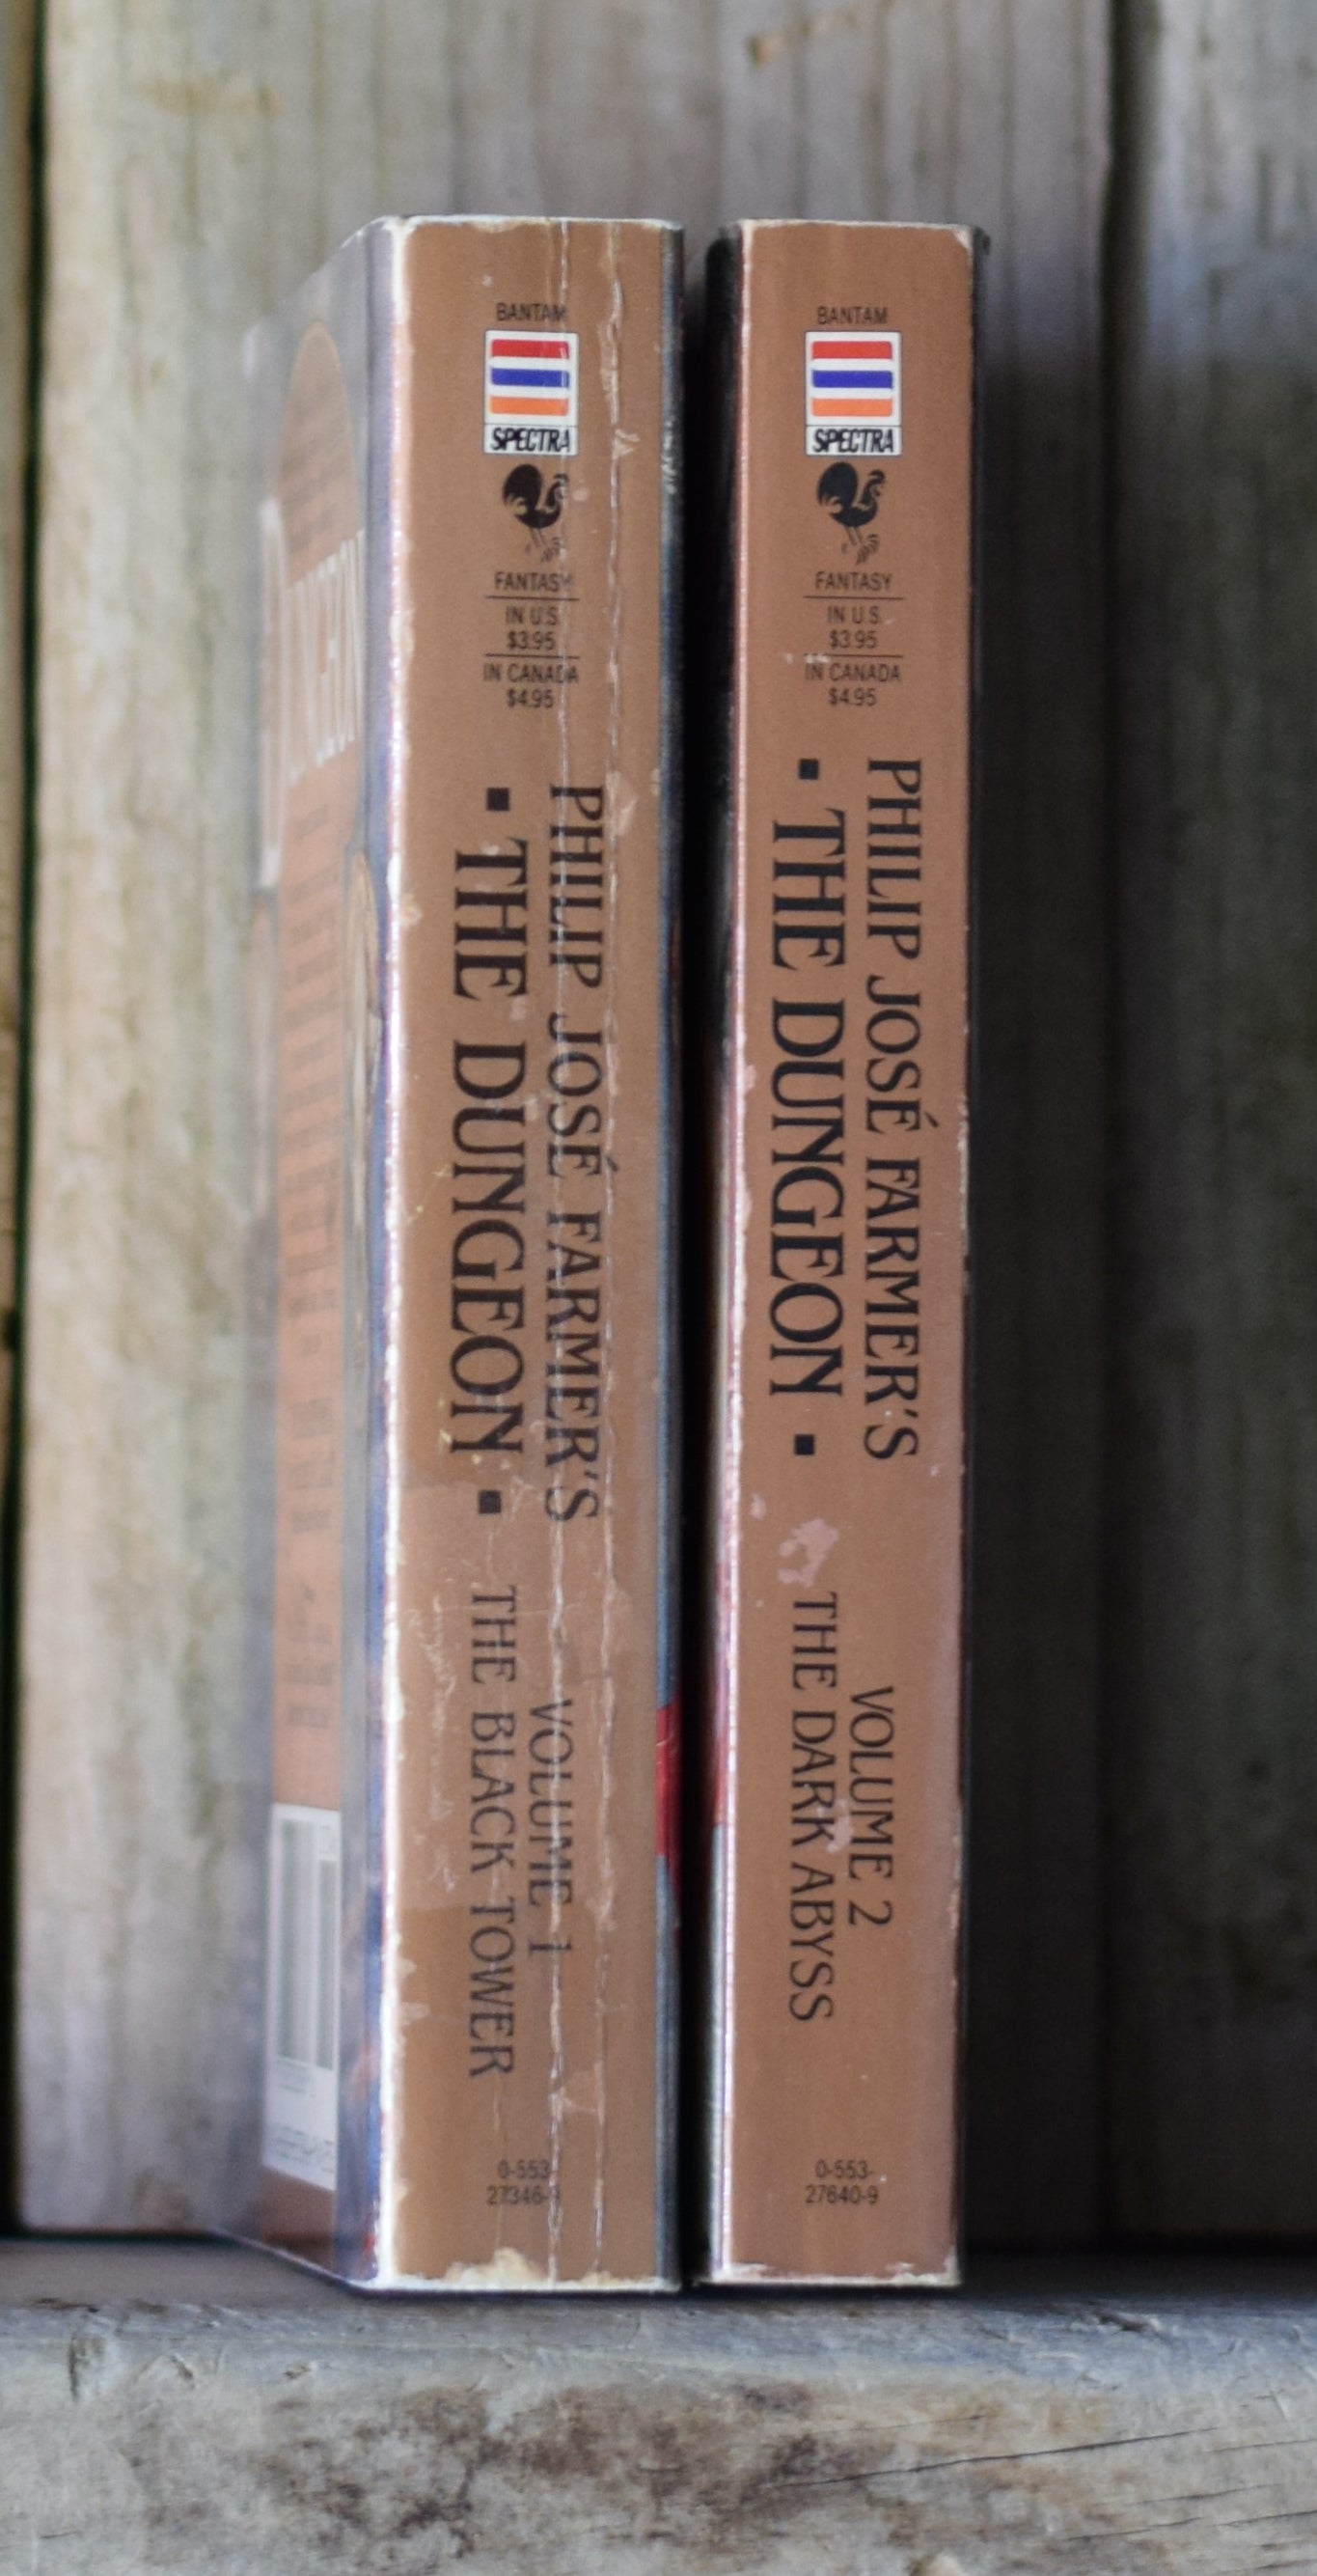 BANTAM
SPECTRA
FANTASY
IN U.S.
$3.95
IN CANADA
$4.95
PHILIP JOSÉ FARMER'S
▪ THE DUNGEON ▪
VOLUME 1
THE BLACK TOWER
0-553-
27346-
BANTAM
SPECTRA
FANTASY
IN U.S.
$3.95
IN CANADA
$4.95
PHILIP JOSÉ FARMER'S
▪ THE DUNGEON ▪
VOLUME 2
THE DARK ABYSS
0-553-
27640-9